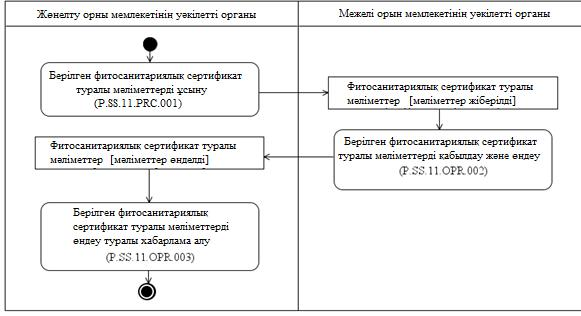 Жөнелту орны мемлекетінің уәкілетті органы
Межелі орын мемлекетінің уәкілетті органы
Берілген фитосанитариялық сертификат
туралы мәліметтерді ұсыну
(P.SS.11.PRC.001)
Фитосанитариялық сертификат туралы
мәліметтер [мәліметтер жіберілді]
Берілген фитосанитариялық сертификат
туралы мәліметтерді қабылдау және өңдеу
(P.SS.11.OPR.002)
Фитосанитариялық сертификат туралы
мәліметтер [мәліметтер өңделді]
Берілген фитосанитариялық
сертификат туралы мәліметтерді
өңдеу туралы хабарлама алу
(P.SS.11.OPR.003)